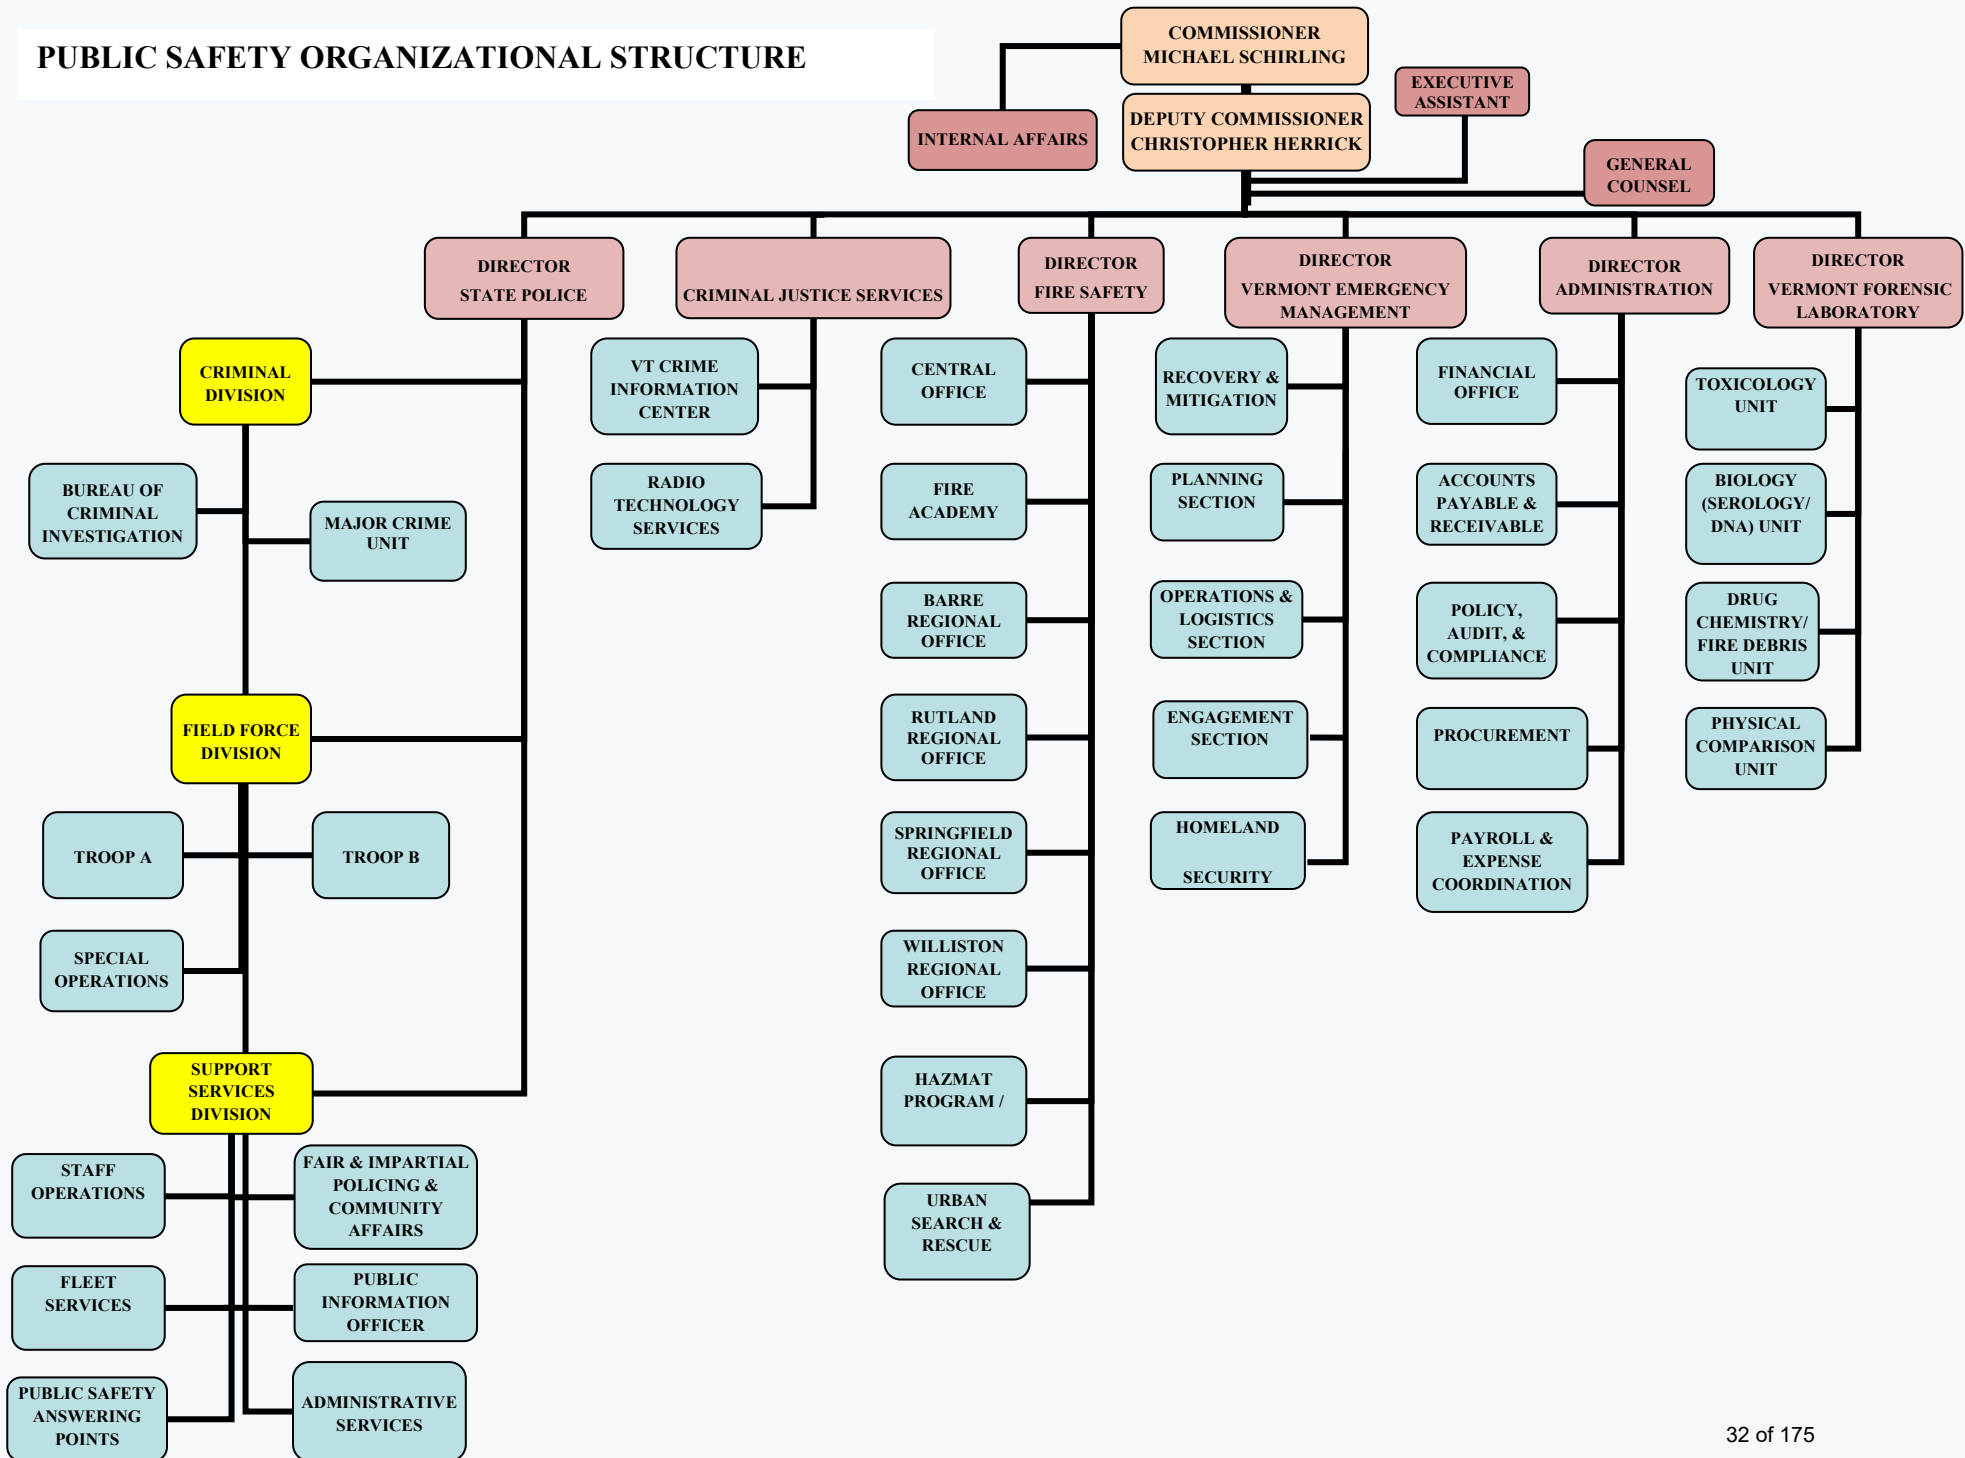 PUBLIC SAFETY ORGANIZATIONAL STRUCTURE
COMMISSIONER
MICHAEL SCHIRLING
EXECUTIVE
ASSISTANT
INTERNAL AFFAIRS
DEPUTY COMMISSIONER
CHRISTOPHER HERRICK
GENERAL
COUNSEL
DIRECTOR
STATE POLICE
CRIMINAL JUSTICE SERVICES
DIRECTOR
FIRE SAFETY
DIRECTOR
VERMONT EMERGENCY
MANAGEMENT
DIRECTOR
ADMINISTRATION
DIRECTOR
VERMONT FORENSIC
LABORATORY
CRIMINAL
DIVISION
BUREAU OF
CRIMINAL
INVESTIGATION
MAJOR CRIME
UNIT
FIELD FORCE
DIVISION
TROOP A
TROOP B
SPECIAL
OPERATIONS
SUPPORT
SERVICES
DIVISION
STAFF
OPERATIONS
FAIR & IMPARTIAL
POLICING &
COMMUNITY
AFFAIRS
FLEET
SERVICES
PUBLIC
INFORMATION
OFFICER
PUBLIC SAFETY
ANSWERING
POINTS
ADMINISTRATIVE
SERVICES
VT CRIME
INFORMATION
CENTER
RADIO
TECHNOLOGY
SERVICES
CENTRAL
OFFICE
FIRE
ACADEMY
BARRE
REGIONAL
OFFICE
RUTLAND
REGIONAL
OFFICE
SPRINGFIELD
REGIONAL
OFFICE
WILLISTON
REGIONAL
OFFICE
HAZMAT
PROGRAM /
URBAN
SEARCH &
RESCUE
RECOVERY &
MITIGATION
PLANNING
SECTION
OPERATIONS &
LOGISTICS
SECTION
ENGAGEMENT
SECTION
HOMELAND
SECURITY
FINANCIAL
OFFICE
ACCOUNTS
PAYABLE &
RECEIVABLE
POLICY,
AUDIT, &
COMPLIANCE
PROCUREMENT
PAYROLL &
EXPENSE
COORDINATION
TOXICOLOGY
UNIT
BIOLOGY
(SEROLOGY/
DNA) UNIT
DRUG
CHEMISTRY/
FIRE DEBRIS
UNIT
PHYSICAL
COMPARISON
UNIT
32 of 175